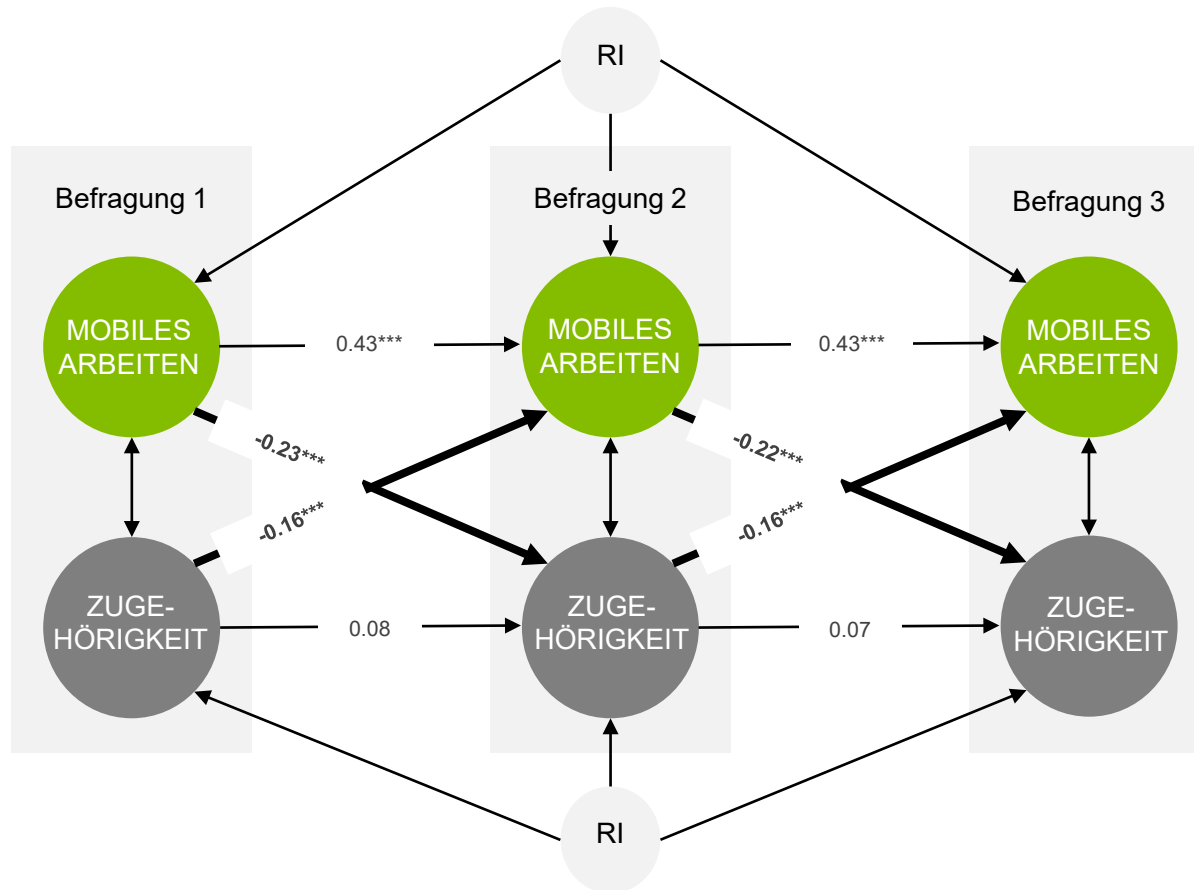 RI
Befragung 1
Befragung 2
Befragung 3
MOBILES
ARBEITEN
0.43***
MOBILES
ARBEITEN
0.43***
MOBILES
ARBEITEN
-0.23***
-0.16***
-0.22***
-0.16***
ZUGE-
HÖRIGKEIT
0.08
ZUGE-
HÖRIGKEIT
0.07
ZUGE-
HÖRIGKEIT
RI